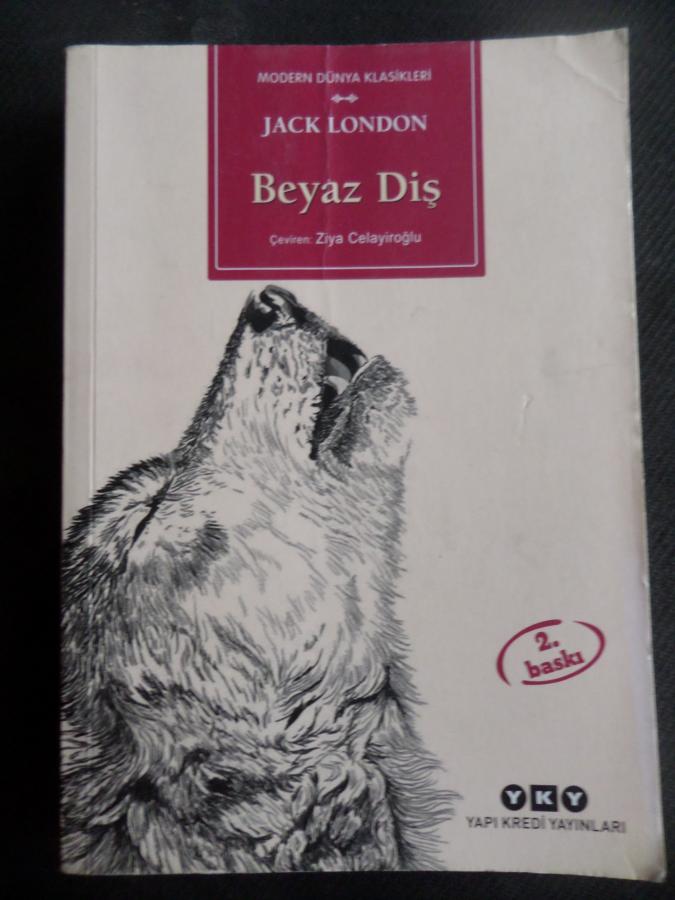 MODERN DÜNYA KLASİKLERİ
JACK LONDON
Beyaz Diş
Çeviren: Ziya Celayiroğlu
2.
baskı
YKY
YAPI KREDİ YAYINLARI